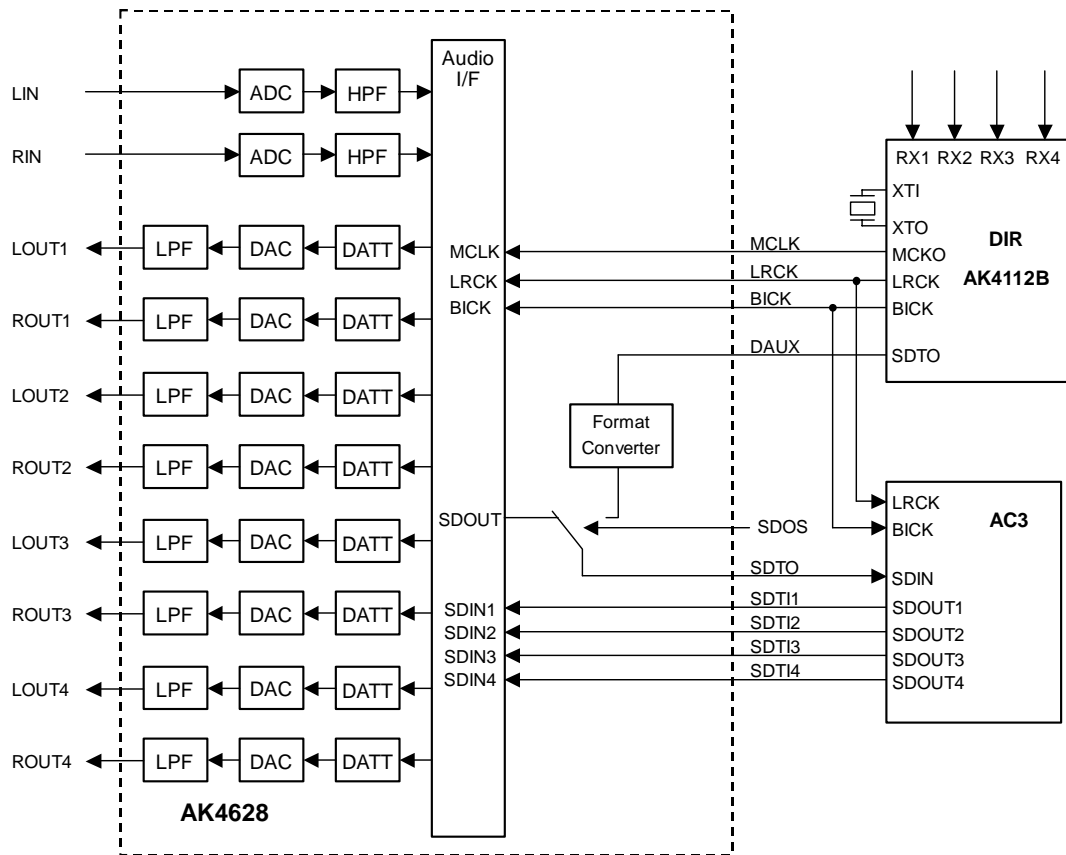 Audio
I/F
LIN
ADC
HPF
RIN
ADC
HPF
LOUT1
LPF
DAC
DATT
ROUT1
LPF
DAC
DATT
LOUT2
LPF
DAC
DATT
ROUT2
LPF
DAC
DATT
LOUT3
LPF
DAC
DATT
ROUT3
LPF
DAC
DATT
LOUT4
LPF
DAC
DATT
ROUT4
LPF
DAC
DATT
AK4628
MCLK
LRCK
BICK
SDOUT
SDIN1
SDIN2
SDIN3
SDIN4
Format
Converter
MCLK
LRCK
BICK
DAUX
SDOS
SDTO
SDTI1
SDTI2
SDTI3
SDTI4
RX1 RX2 RX3 RX4
XTI
XTO
MCKO
LRCK
BICK
SDTO
DIR
AK4112B
LRCK
BICK
AC3
SDIN
SDOUT1
SDOUT2
SDOUT3
SDOUT4